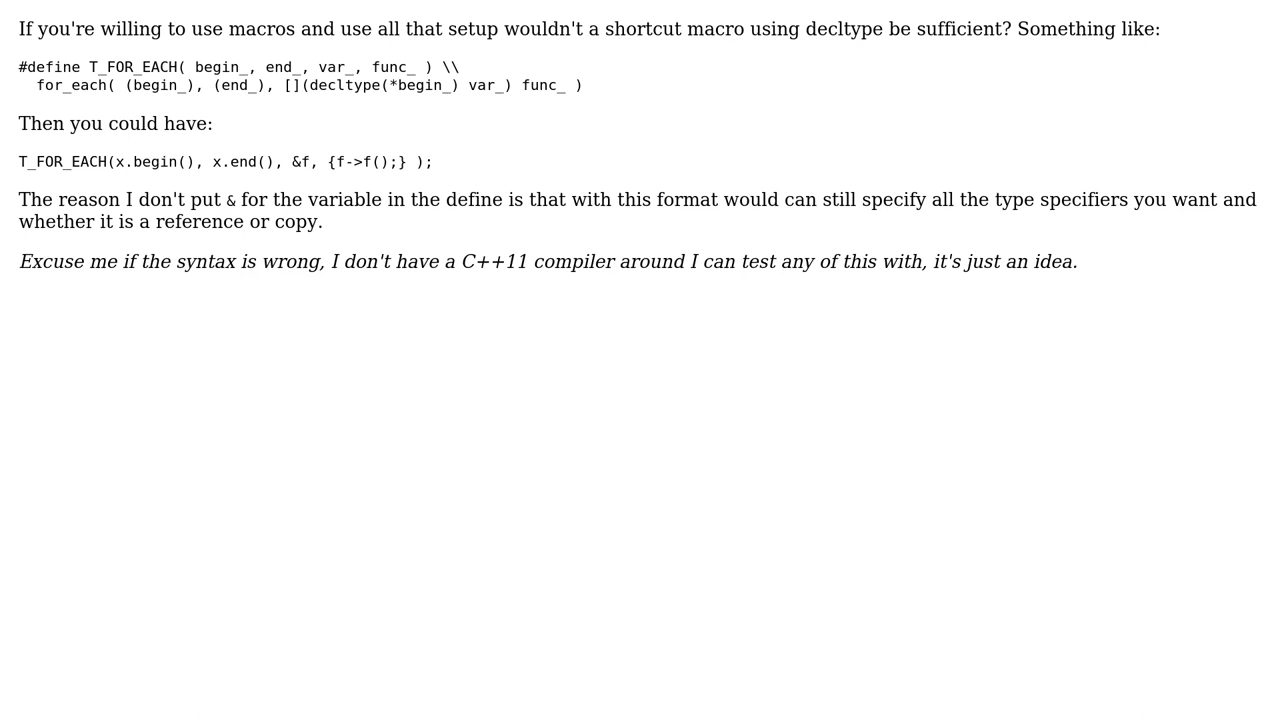 If you're willing to use macros and use all that setup wouldn't a shortcut macro using decltype be sufficient? Something like:
#define T_FOR_EACH( begin_, end_, var_, func_ ) \\
  for_each( (begin_), (end_), [](decltype(*begin_) var_) func_ )
Then you could have:
T_FOR_EACH(x.begin(), x.end(), &f, {f->f();} );
The reason I don't put & for the variable in the define is that with this format would can still specify all the type specifiers you want and
whether it is a reference or copy.
Excuse me if the syntax is wrong, I don't have a C++11 compiler around I can test any of this with, it's just an idea.